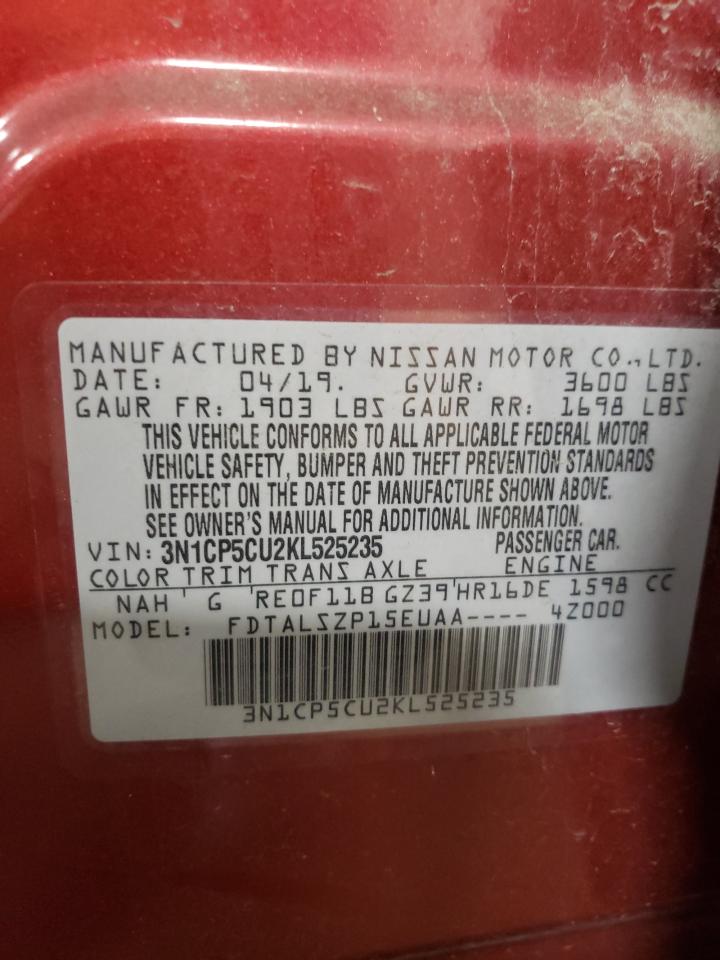 MANUFACTURED BY NISSAN MOTOR CO.,LTD.
DATE: 04/19. GVWR: 3600 LBS
GAWR FR: 1903 LBS GAWR RR: 1698 LBS
THIS VEHICLE CONFORMS TO ALL APPLICABLE FEDERAL MOTOR
VEHICLE SAFETY, BUMPER AND THEFT PREVENTION STANDARDS
IN EFFECT ON THE DATE OF MANUFACTURE SHOWN ABOVE.
SEE OWNER'S MANUAL FOR ADDITIONAL INFORMATION.
VIN: 3N1CP5CU2KL525235 PASSENGER CAR.
COLOR TRIM TRANS AXLE ENGINE
NAH ' G 'RE0F11B GZ39'HR16DE 1598 CC
MODEL: FDTALSZP15EUAA---- 4Z000
3N1CP5CU2KL525235